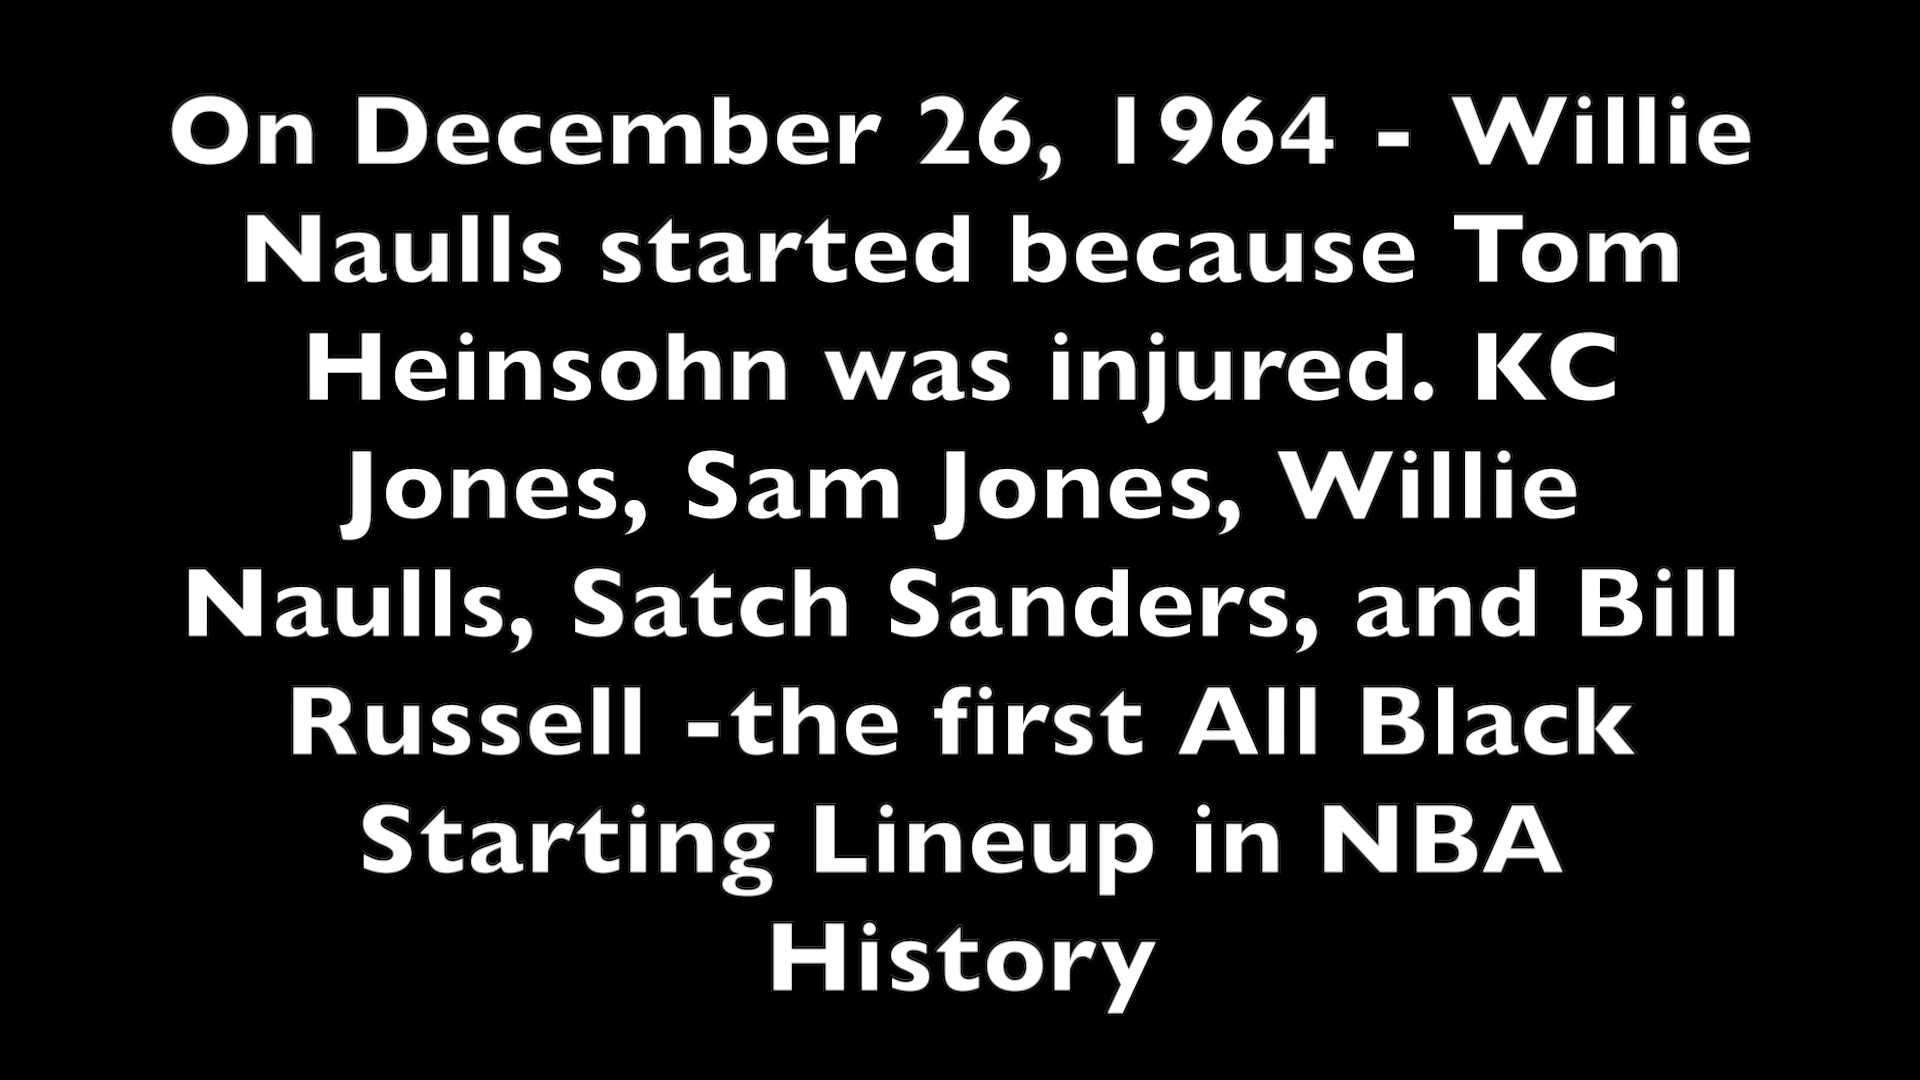 On December 26, 1964 - Willie
Naulls started because Tom
Heinsohn was injured. KC
Jones, Sam Jones, Willie
Naulls, Satch Sanders, and Bill
Russell -the first All Black
Starting Lineup in NBA
History